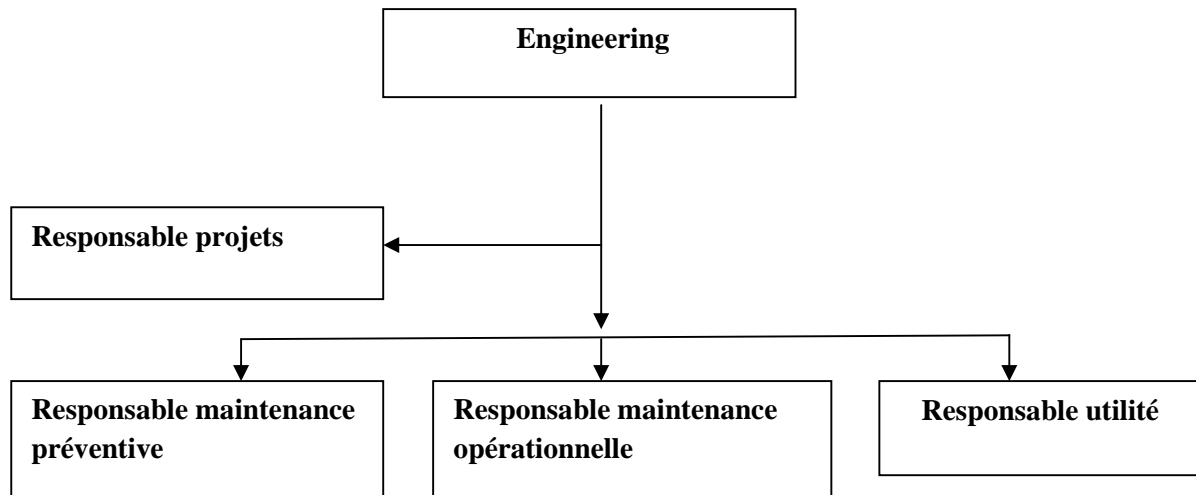 Engineering
Responsable projets
Responsable maintenance
préventive
Responsable maintenance
opérationnelle
Responsable utilité